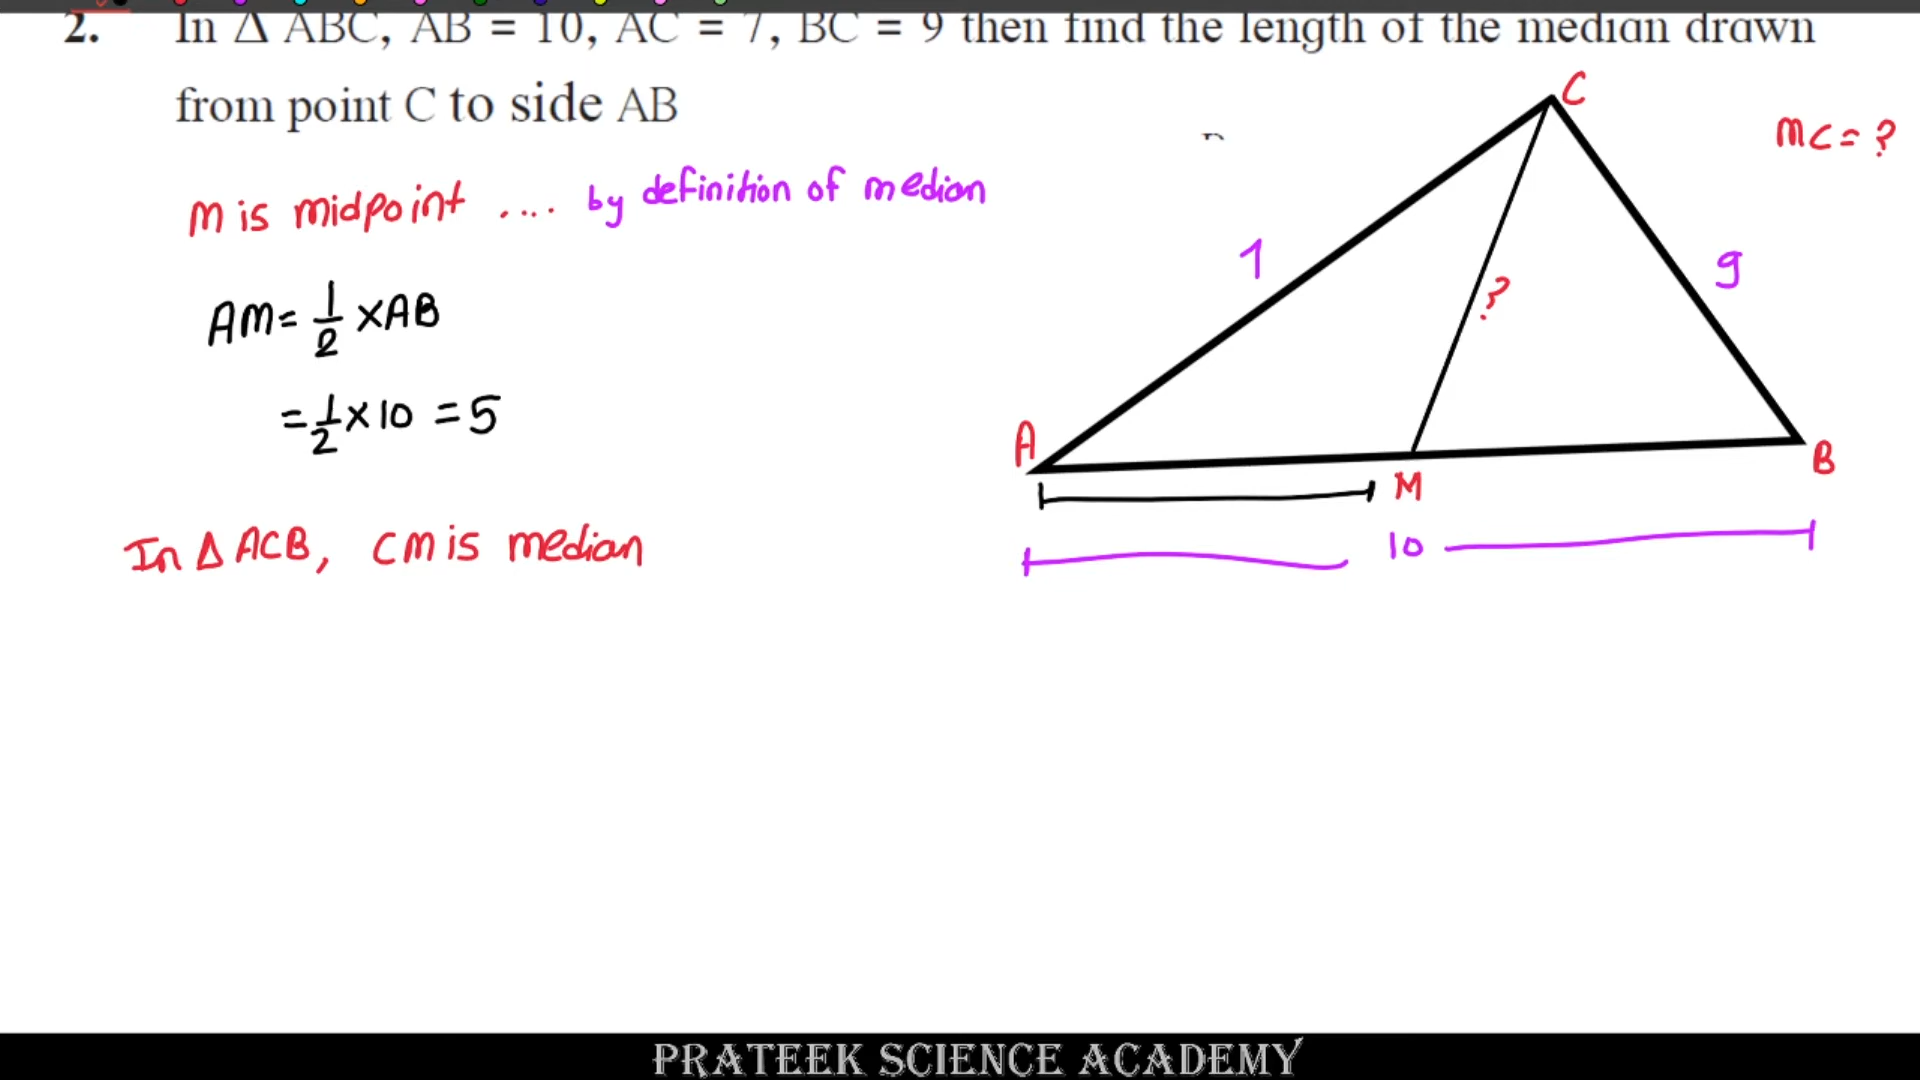 2. In Δ ABC, AB = 10, AC = 7, BC = 9 then find the length of the median drawn
from point C to side AB
M is midpoint .... by definition of median
AM = 1/2 × AB
= 1/2 × 10 = 5
In Δ ACB, CM is median
C
MC = ?
7
9
?
A
M
B
10
PRATEEK SCIENCE ACADEMY